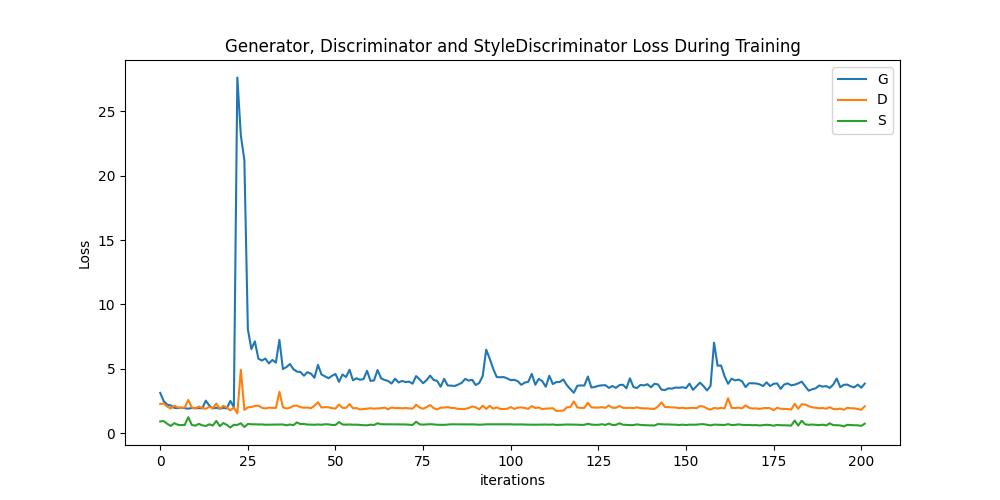 Generator, Discriminator and StyleDiscriminator Loss During Training
G
D
S
25
20
15
10
5
0
Loss
0 25 50 75 100 125 150 175 200
iterations